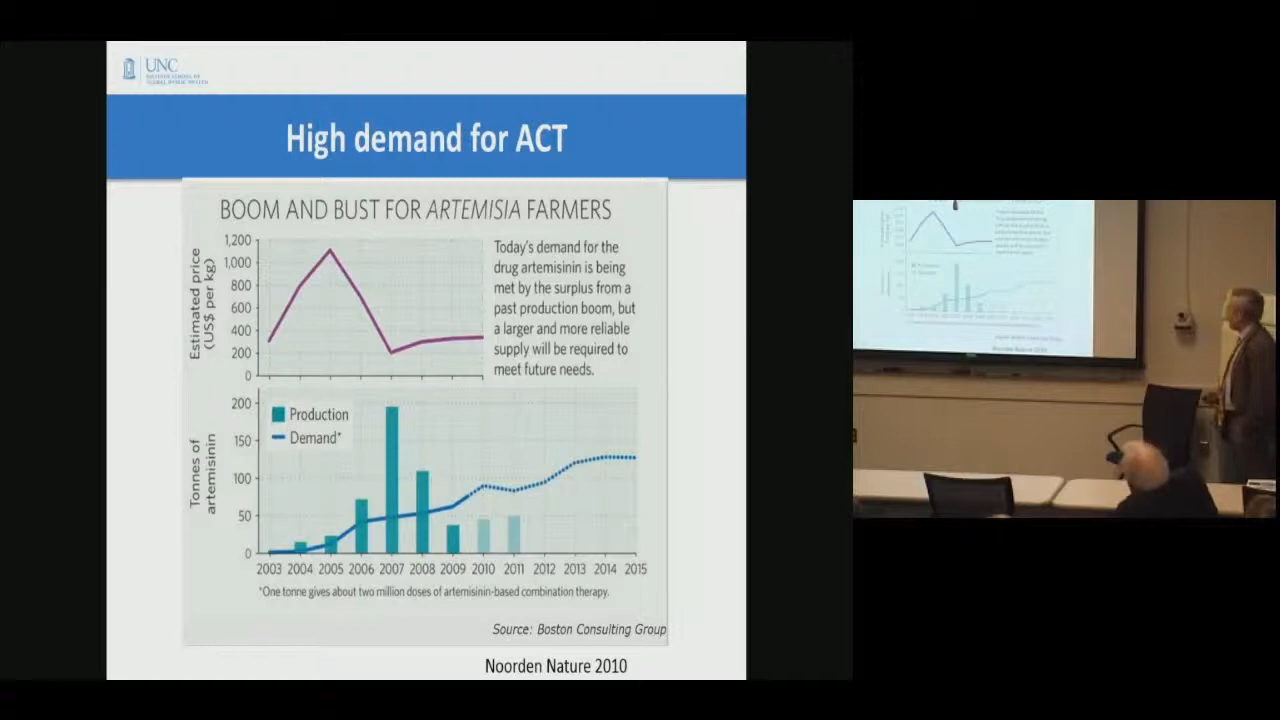 UNC
High demand for ACT
BOOM AND BUST FOR ARTEMISIA FARMERS
Estimated price
(US$ per kg)
1,200
1,000
800
600
400
200
0
Today's demand for the
drug artemisinin is being
met by the surplus from a
past production boom, but
a larger and more reliable
supply will be required to
meet future needs.
Tonnes of
artemisinin
200
150
100
50
0
Production
Demand*
2003 2004 2005 2006 2007 2008 2009 2010 2011 2012 2013 2014 2015
*One tonne gives about two million doses of artemisinin-based combination therapy.
Source: Boston Consulting Group
Noorden Nature 2010
Noorden Nature 2010